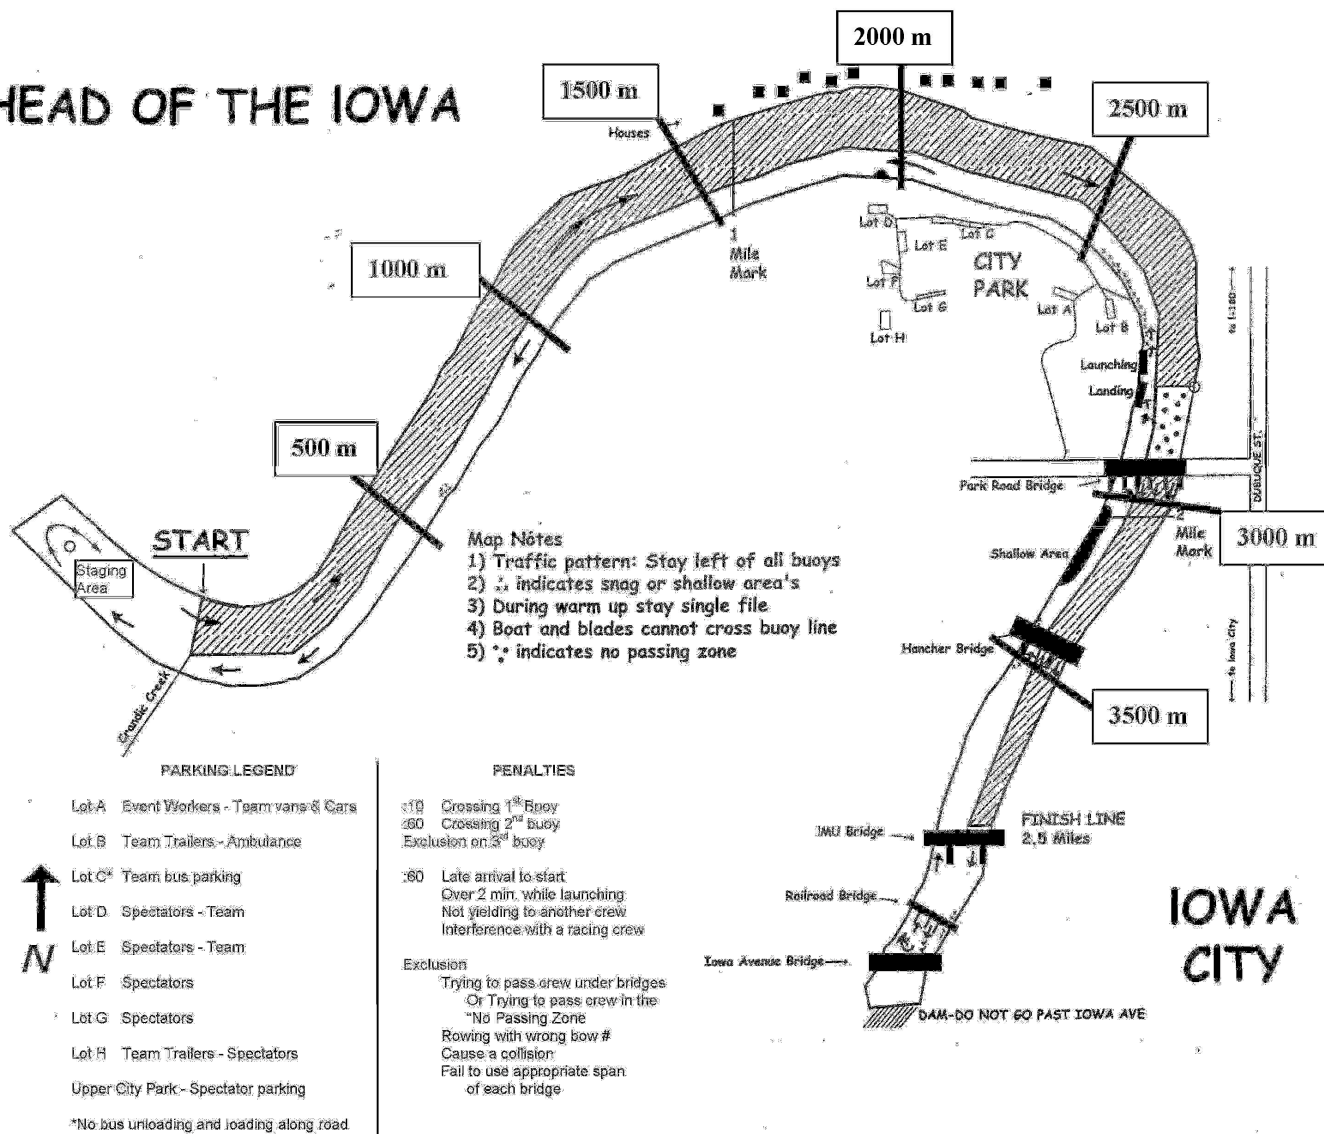 HEAD OF THE IOWA
2000 m
1500 m
2500 m
Houses
1
Mile
Mark
1000 m
500 m
Lot D
Lot C
Lot E
Lot F
Lot G
Lot H
CITY
PARK
Lot A
Lot B
Launching
Landing
to I-80
DUBUQUE ST.
to Iowa City
Park Road Bridge
2
Mile
Mark
3000 m
Shallow Area
Hancher Bridge
3500 m
START
Staging
Area
Crandic Creek
Map Notes
1) Traffic pattern: Stay left of all buoys
2) ∴ indicates snag or shallow area's
3) During warm up stay single file
4) Boat and blades cannot cross buoy line
5) indicates no passing zone
PARKING LEGEND
Lot A Event Workers - Team vans & Cars
Lot B Team Trailers - Ambulance
Lot C* Team bus parking
Lot D Spectators - Team
Lot E Spectators - Team
Lot F Spectators
Lot G Spectators
Lot H Team Trailers - Spectators
Upper City Park - Spectator parking
*No bus unloading and loading along road
N
PENALTIES
:10 Crossing 1st Buoy
:60 Crossing 2nd buoy
Exclusion on 3rd buoy
:60 Late arrival to start
Over 2 min. while launching
Not yielding to another crew
Interference with a racing crew
Exclusion
Trying to pass crew under bridges
Or Trying to pass crew in the
"No Passing Zone
Rowing with wrong bow #
Cause a collision
Fail to use appropriate span
of each bridge
IMU Bridge
FINISH LINE
2.5 Miles
Railroad Bridge
Iowa Avenue Bridge
DAM-DO NOT GO PAST IOWA AVE
IOWA
CITY